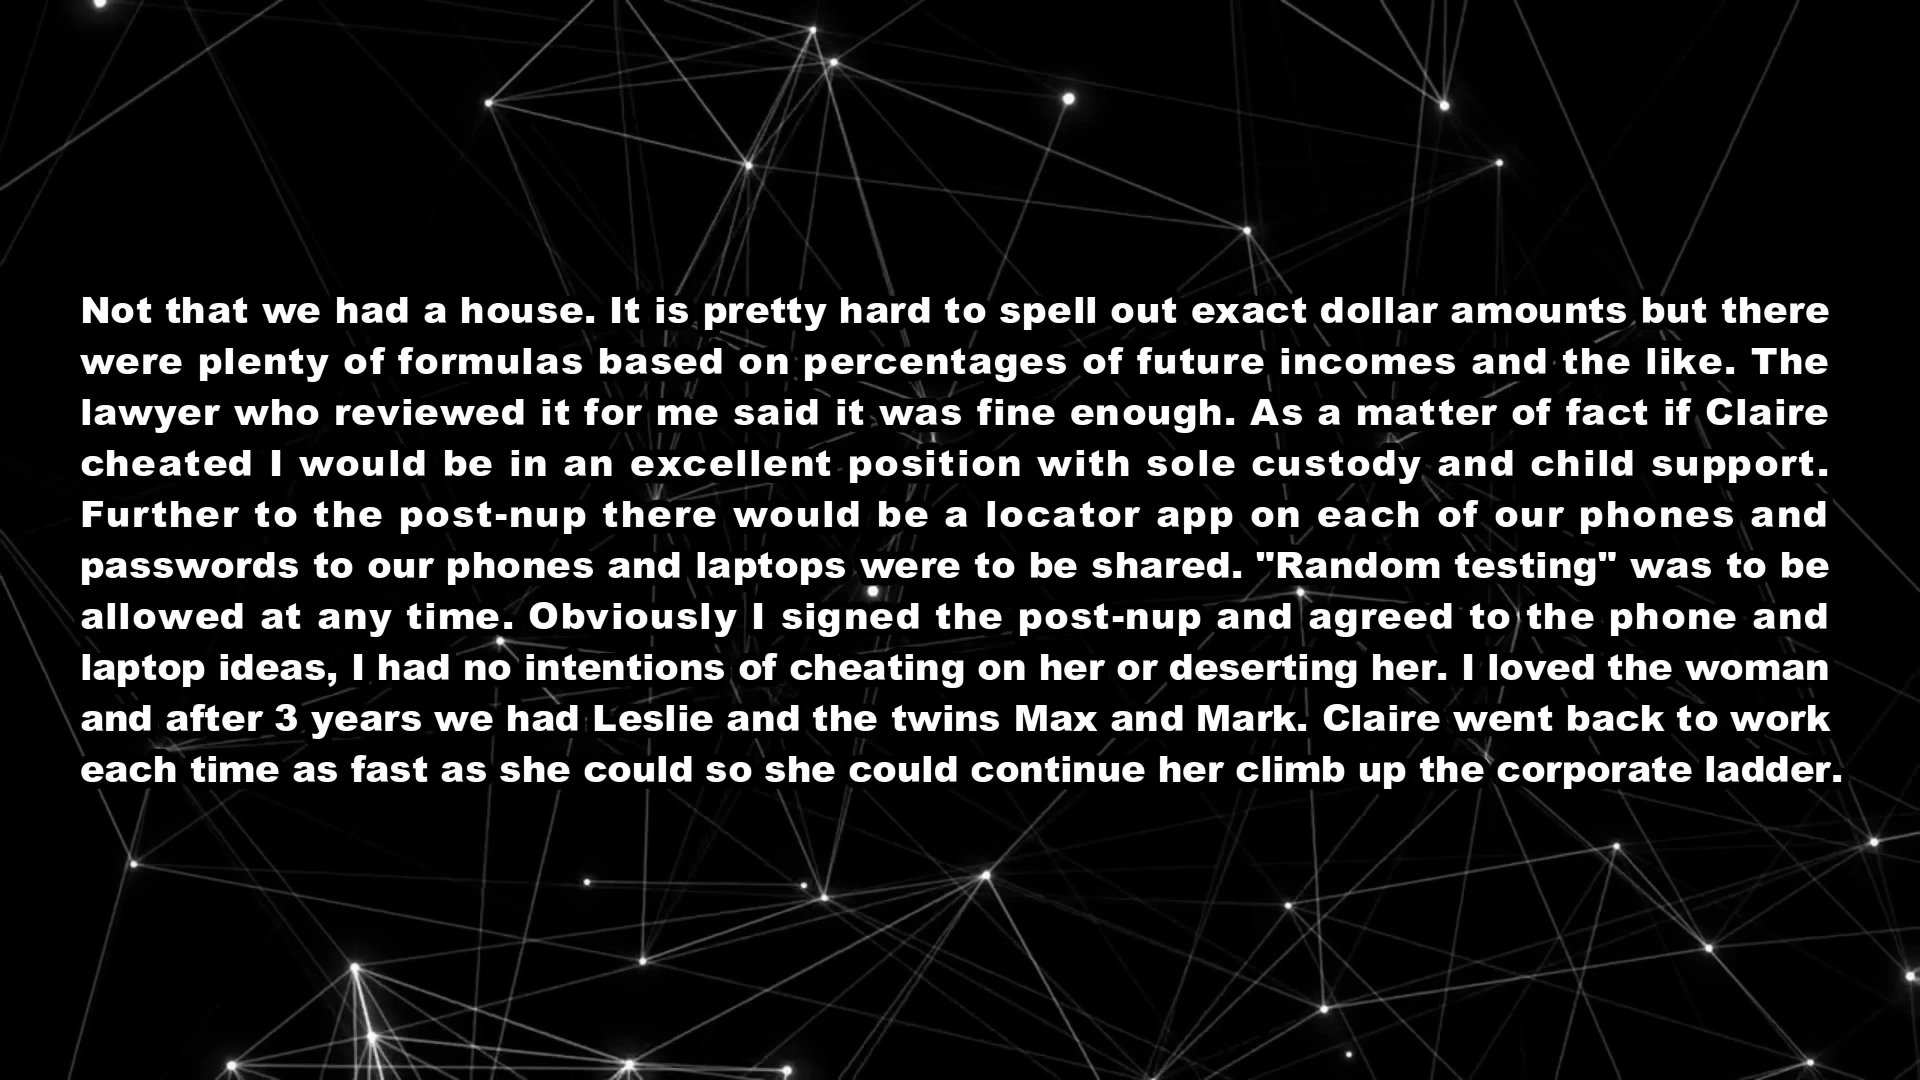 Not that we had a house. It is pretty hard to spell out exact dollar amounts but there
were plenty of formulas based on percentages of future incomes and the like. The
lawyer who reviewed it for me said it was fine enough. As a matter of fact if Claire
cheated I would be in an excellent position with sole custody and child support.
Further to the post-nup there would be a locator app on each of our phones and
passwords to our phones and laptops were to be shared. "Random testing" was to be
allowed at any time. Obviously I signed the post-nup and agreed to the phone and
laptop ideas, I had no intentions of cheating on her or deserting her. I loved the woman
and after 3 years we had Leslie and the twins Max and Mark. Claire went back to work
each time as fast as she could so she could continue her climb up the corporate ladder.